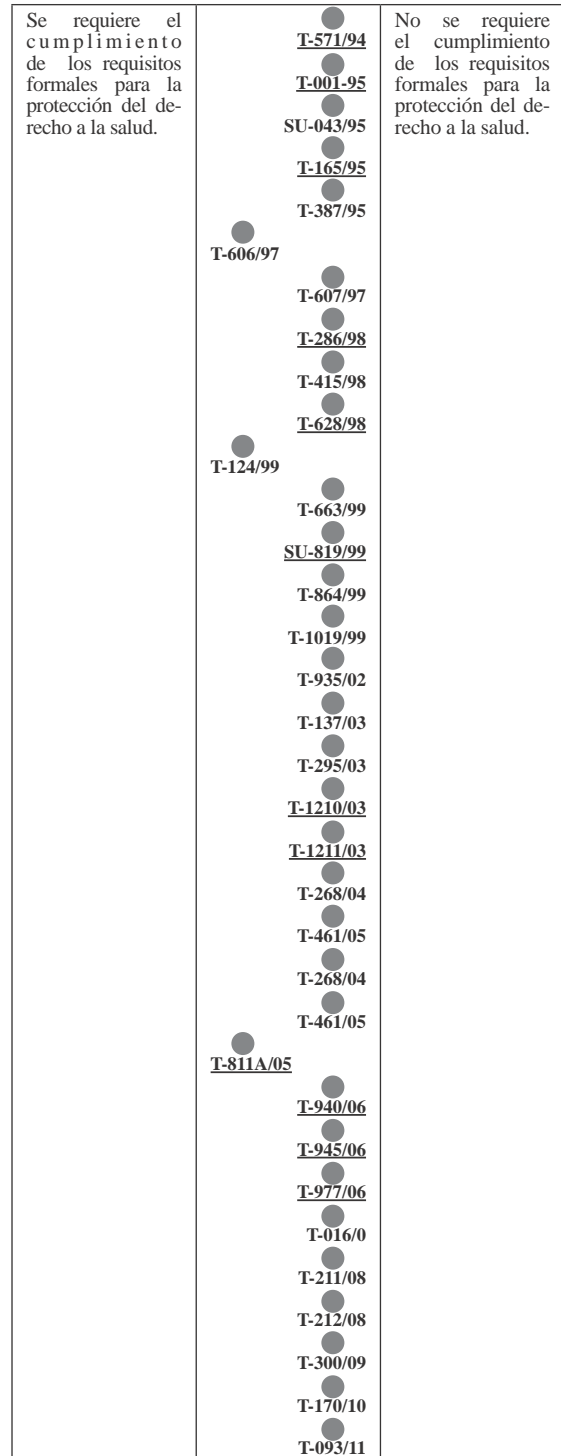 Se requiere el
cumplimiento
de los requisitos
formales para la
protección del de-
recho a la salud.
T-571/94
T-001-95
SU-043/95
T-165/95
T-387/95
T-606/97
T-607/97
T-286/98
T-415/98
T-628/98
T-124/99
T-663/99
SU-819/99
T-864/99
T-1019/99
T-935/02
T-137/03
T-295/03
T-1210/03
T-1211/03
T-268/04
T-461/05
T-268/04
T-461/05
T-811A/05
T-940/06
T-945/06
T-977/06
T-016/0
T-211/08
T-212/08
T-300/09
T-170/10
T-093/11
No se requiere
el cumplimiento
de los requisitos
formales para la
protección del de-
recho a la salud.